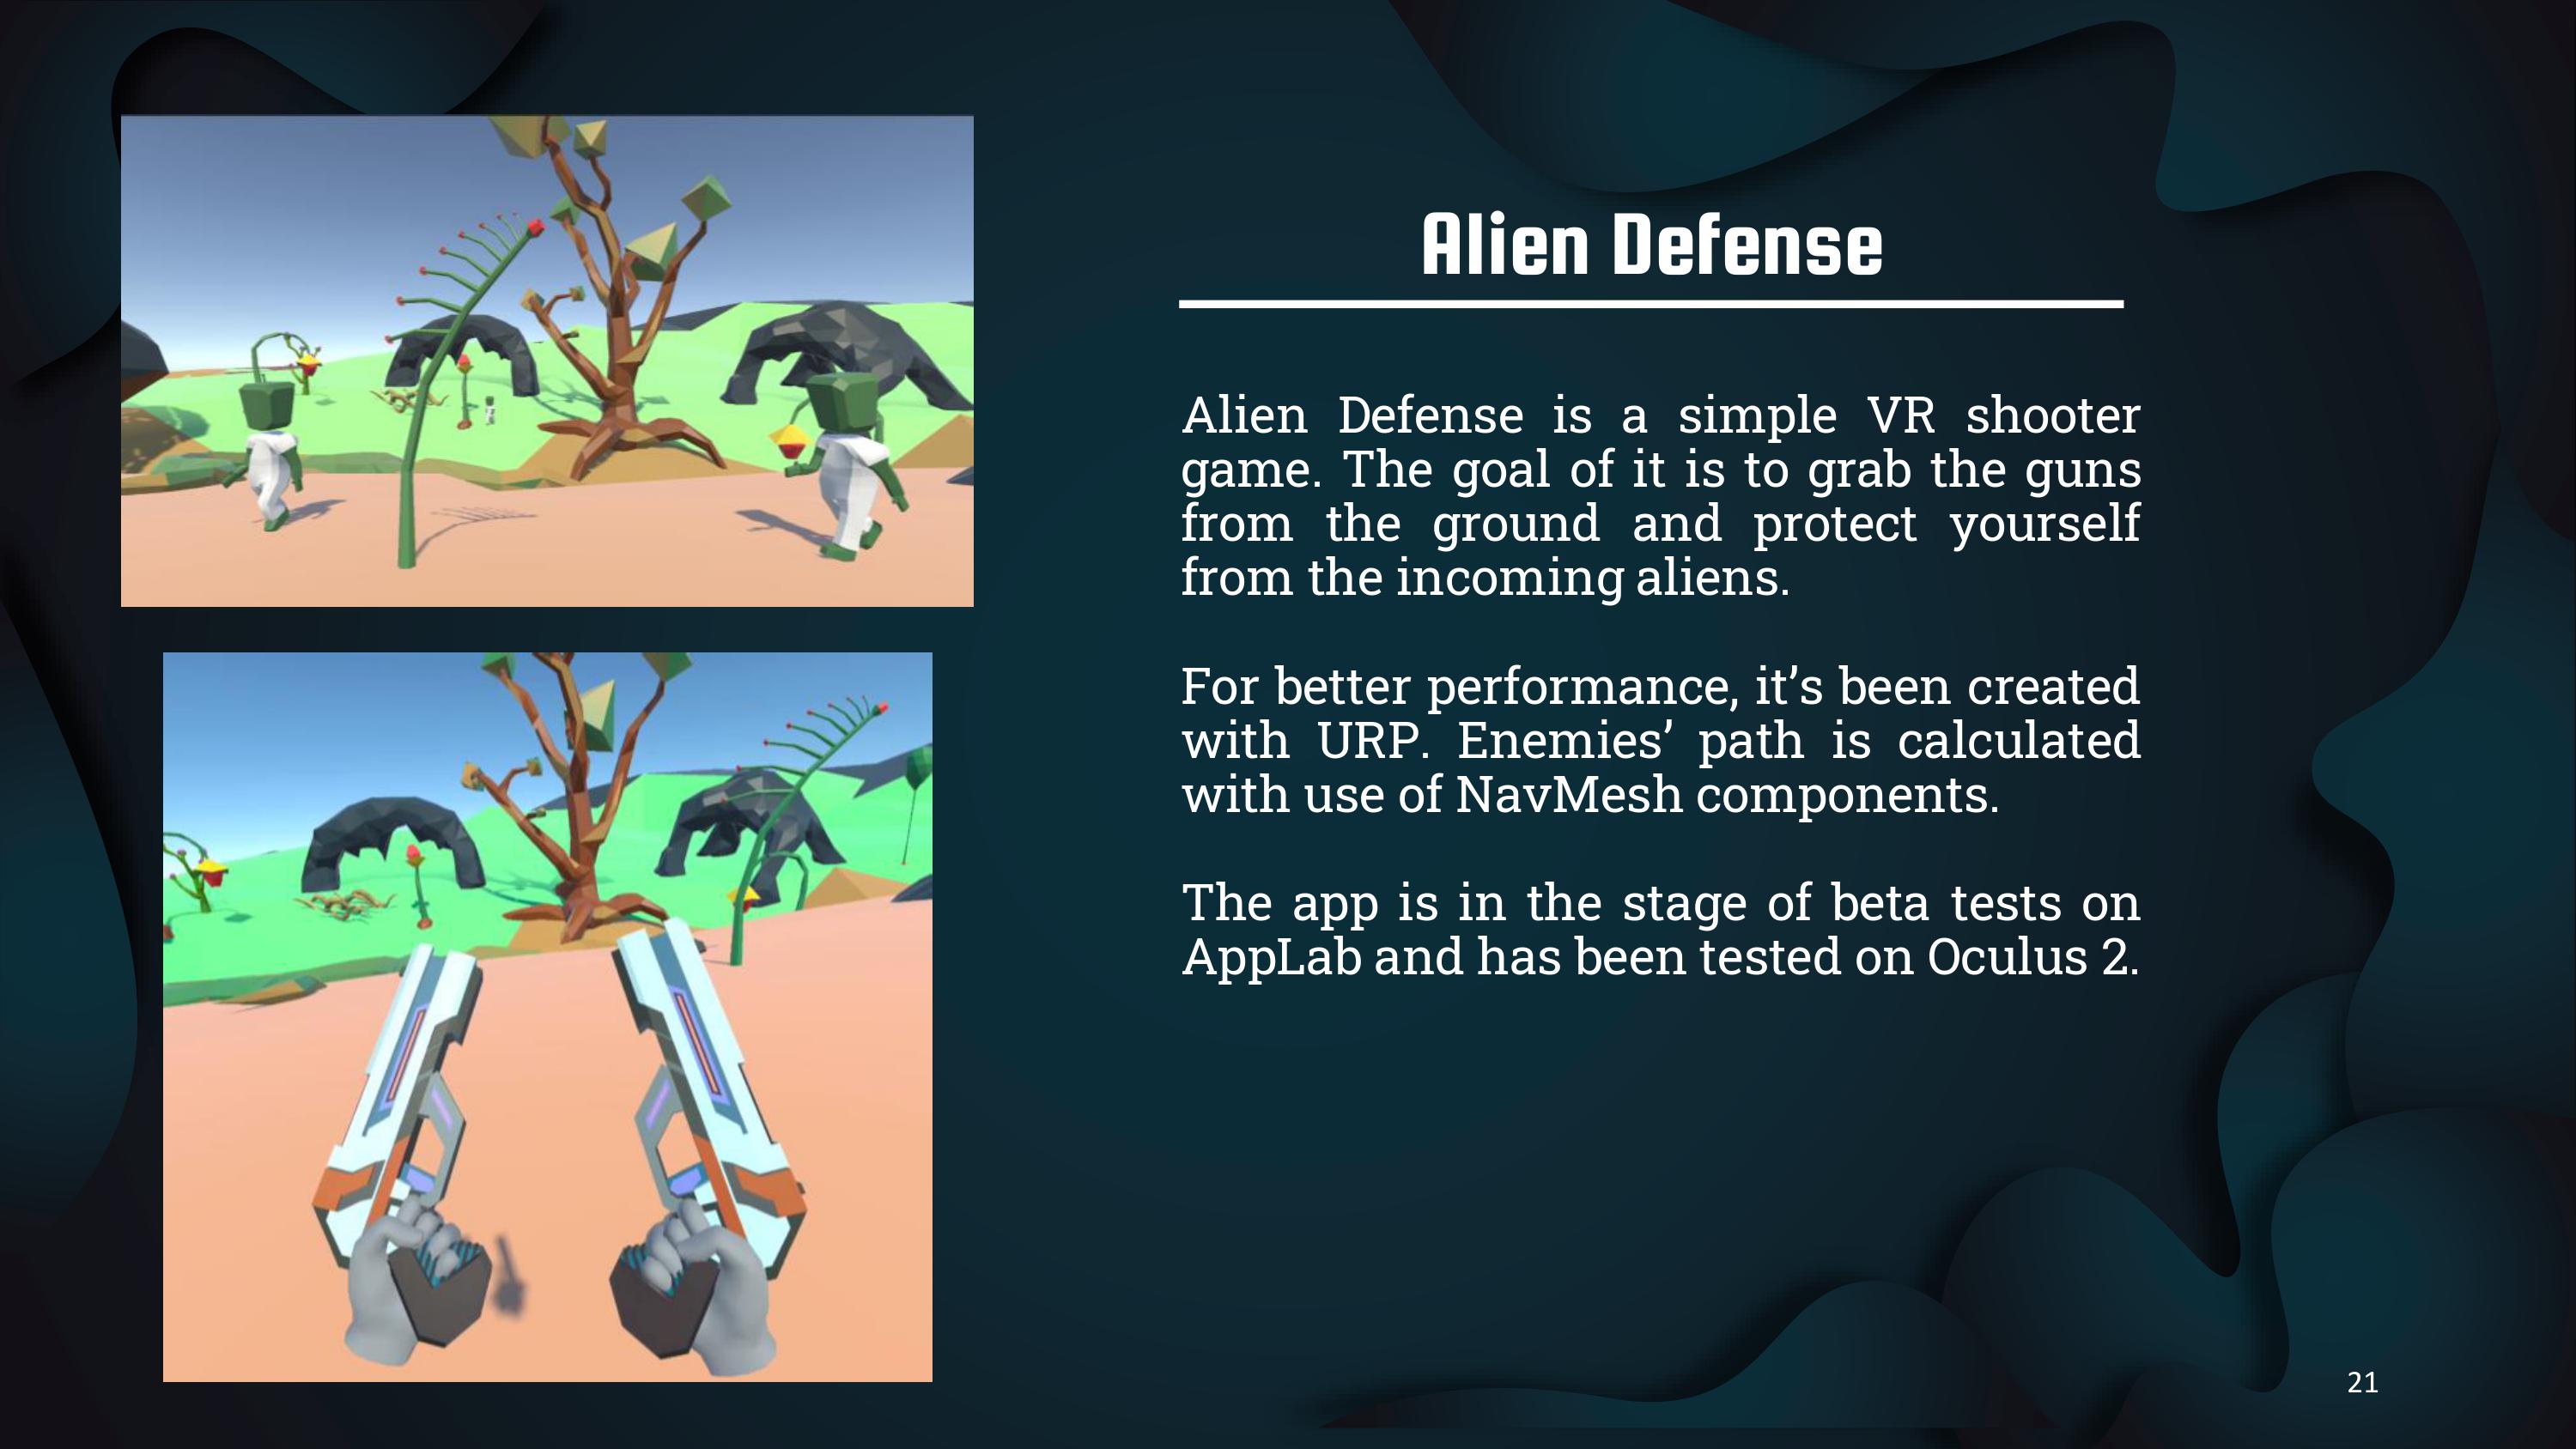 Alien Defense
Alien Defense is a simple VR shooter
game. The goal of it is to grab the guns
from the ground and protect yourself
from the incoming aliens.
For better performance, it’s been created
with URP. Enemies’ path is calculated
with use of NavMesh components.
The app is in the stage of beta tests on
AppLab and has been tested on Oculus 2.
21